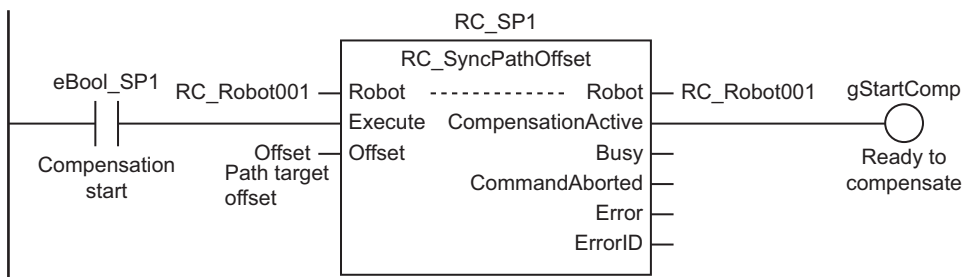 RC_SP1
RC_SyncPathOffset
eBool_SP1
RC_Robot001 Robot Robot RC_Robot001 gStartComp
Execute CompensationActive
Compensation
start
Offset Offset Busy
Path target
offset
Ready to
compensate
CommandAborted
Error
ErrorID